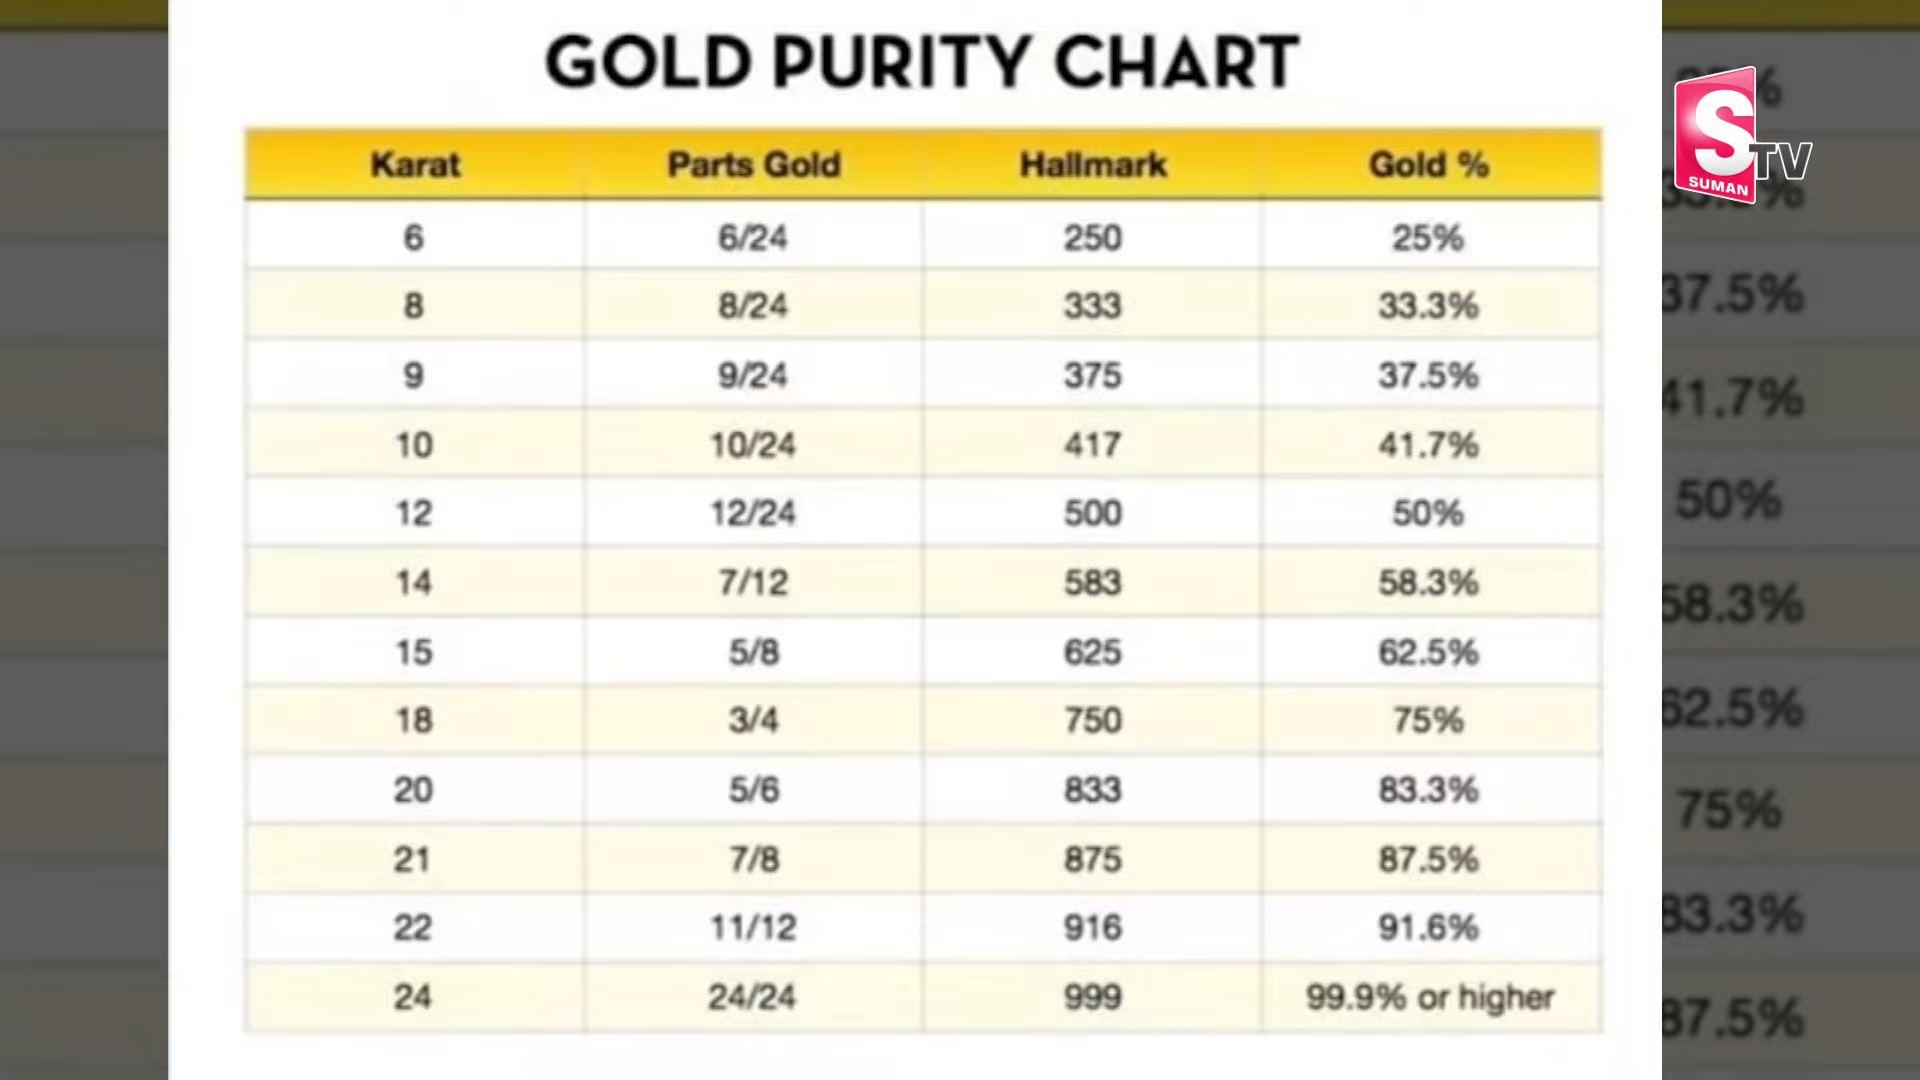 GOLD PURITY CHART
Karat Parts Gold Hallmark Gold %
6 6/24 250 25%
8 8/24 333 33.3%
9 9/24 375 37.5%
10 10/24 417 41.7%
12 12/24 500 50%
14 7/12 583 58.3%
15 5/8 625 62.5%
18 3/4 750 75%
20 5/6 833 83.3%
21 7/8 875 87.5%
22 11/12 916 91.6%
24 24/24 999 99.9% or higher
S TV
SUMAN
37.5%
41.7%
50%
58.3%
62.5%
75%
83.3%
87.5%